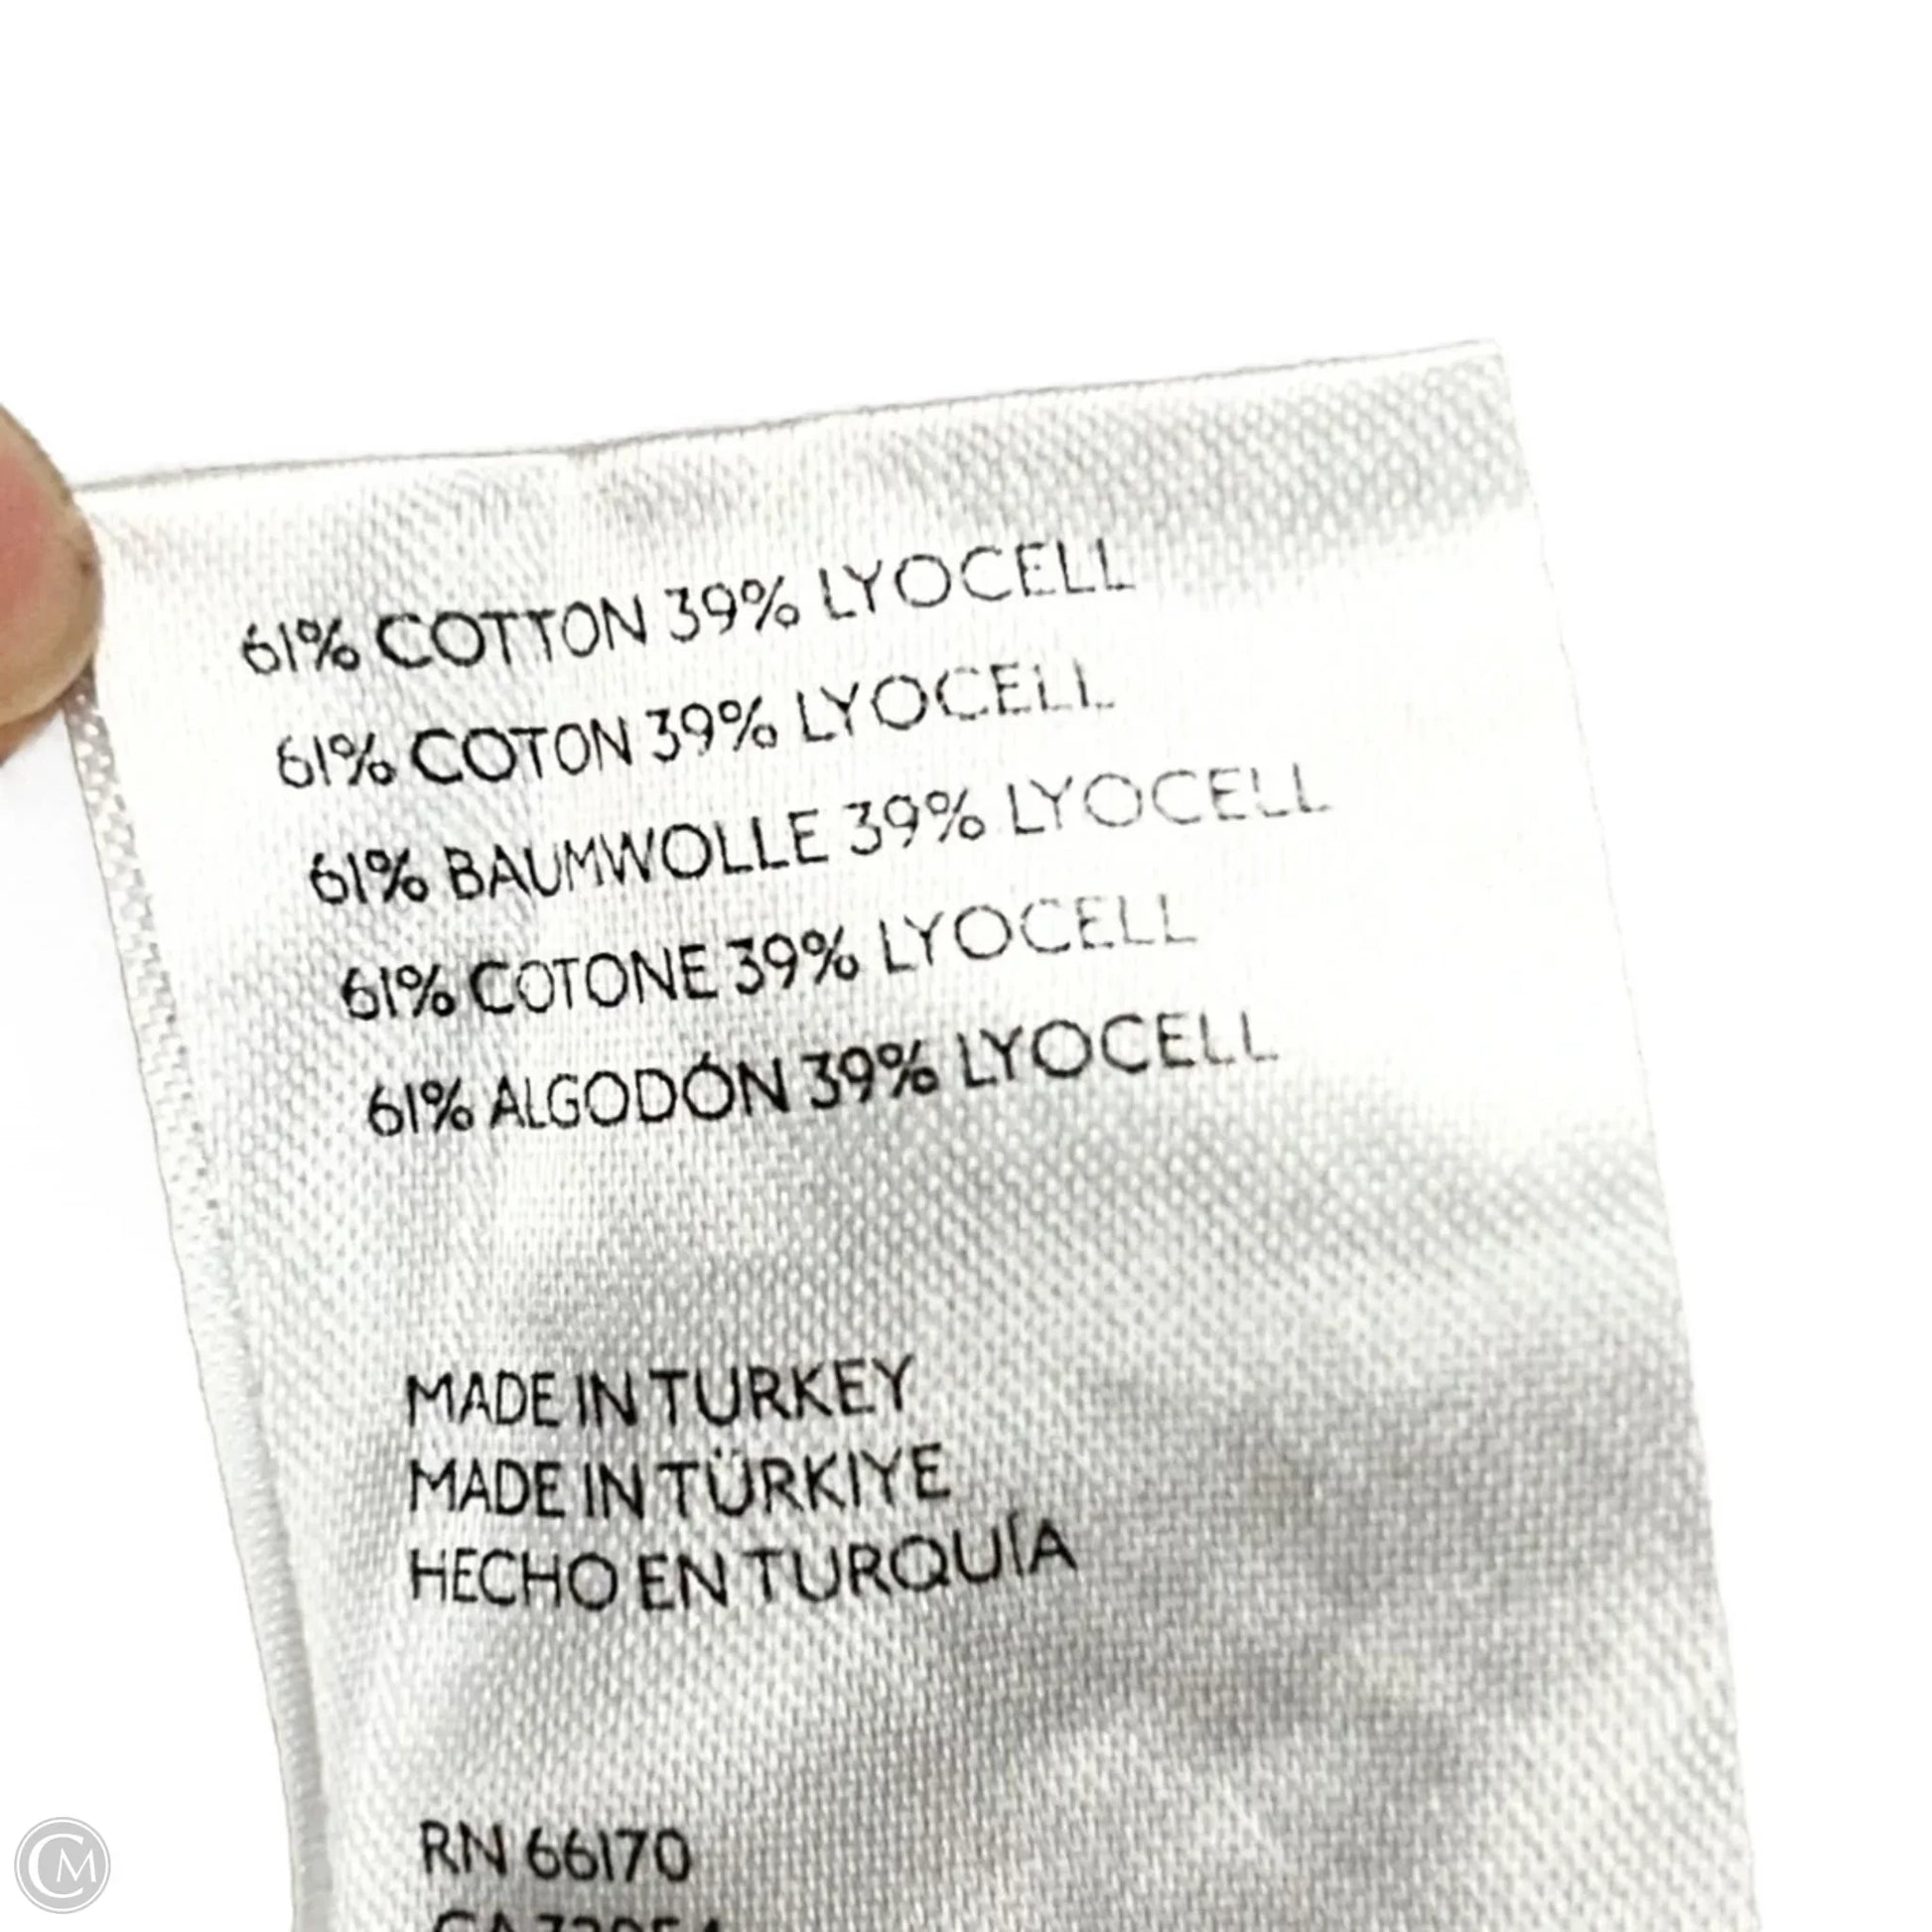 61% COTTON 39% LYOCELL
61% COTON 39% LYOCELL
61% BAUMWOLLE 39% LYOCELL
61% COTONE 39% LYOCELL
61% ALGODÓN 39% LYOCELL
MADE IN TURKEY
MADE IN TÜRKIYE
HECHO EN TURQUÍA
RN 66170
CM